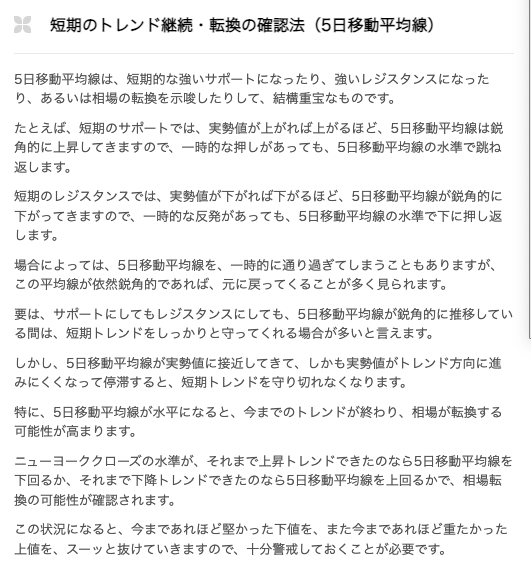 短期のトレンド継続・転換の確認法（5日移動平均線）
5日移動平均線は、短期的な強いサポートになったり、強いレジスタンスになった
り、あるいは相場の転換を示唆したりして、結構重宝なものです。
たとえば、短期のサポートでは、実勢値が上がれば上がるほど、5日移動平均線は鋭
角的に上昇してきますので、一時的な押しがあっても、5日移動平均線の水準で跳ね
返します。
短期のレジスタンスでは、実勢値が下がれば下がるほど、5日移動平均線が鋭角的に
下がってきますので、一時的な反発があっても、5日移動平均線の水準で下に押し返
します。
場合によっては、5日移動平均線を、一時的に通り過ぎてしまうこともありますが、
この平均線が依然鋭角的であれば、元に戻ってくることが多く見られます。
要は、サポートにしてもレジスタンスにしても、5日移動平均線が鋭角的に推移してい
る間は、短期トレンドをしっかりと守ってくれる場合が多いと言えます。
しかし、5日移動平均線が実勢値に接近してきて、しかも実勢値がトレンド方向に進
みにくくなって停滞すると、短期トレンドを守り切れなくなります。
特に、5日移動平均線が水平になると、今までのトレンドが終わり、相場が転換する
可能性が高まります。
ニューヨーククローズの水準が、それまで上昇トレンドできたのなら5日移動平均線を
下回るか、それまで下降トレンドできたのなら5日移動平均線を上回るかで、相場転
換の可能性が確認されます。
この状況になると、今まであれほど堅かった下値を、また今まであれほど重たかった
上値を、スーッと抜けていきますので、十分警戒しておくことが必要です。